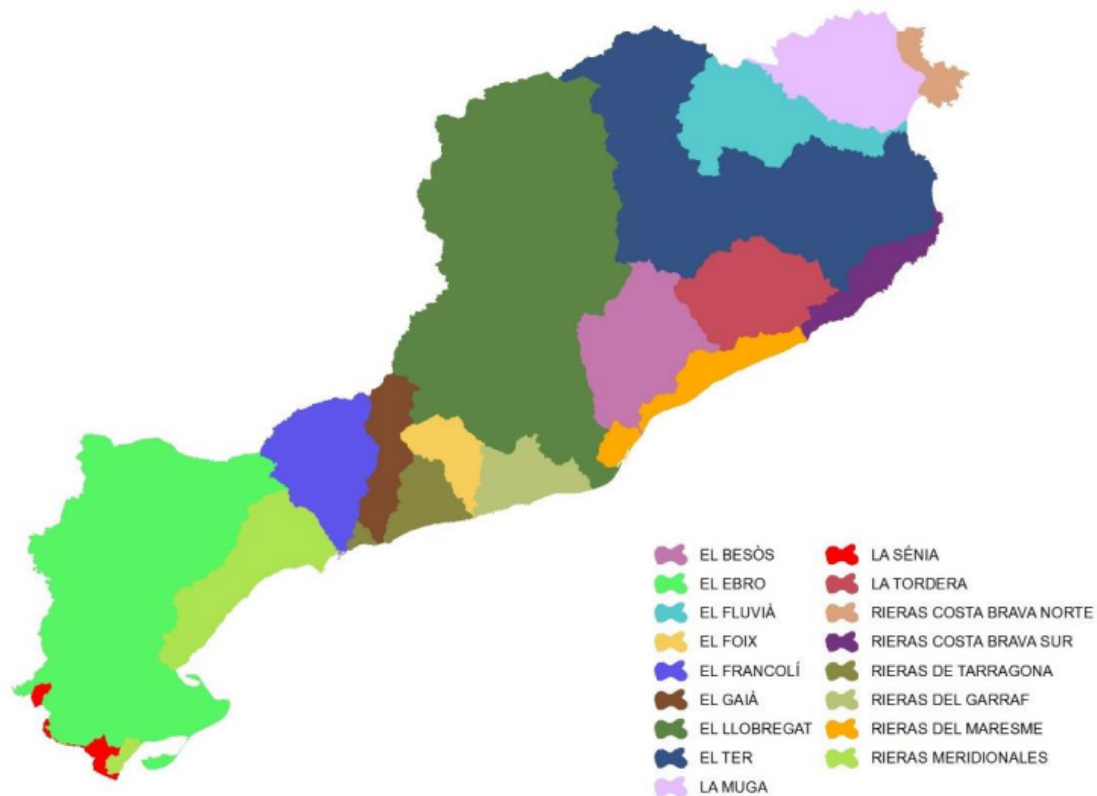 EL BESÒS
EL EBRO
EL FLUVIÀ
EL FOIX
EL FRANCOLÍ
EL GAIÀ
EL LLOBREGAT
EL TER
LA MUGA
LA SÉNIA
LA TORDERA
RIERAS COSTA BRAVA NORTE
RIERAS COSTA BRAVA SUR
RIERAS DE TARRAGONA
RIERAS DEL GARRAF
RIERAS DEL MARESME
RIERAS MERIDIONALES